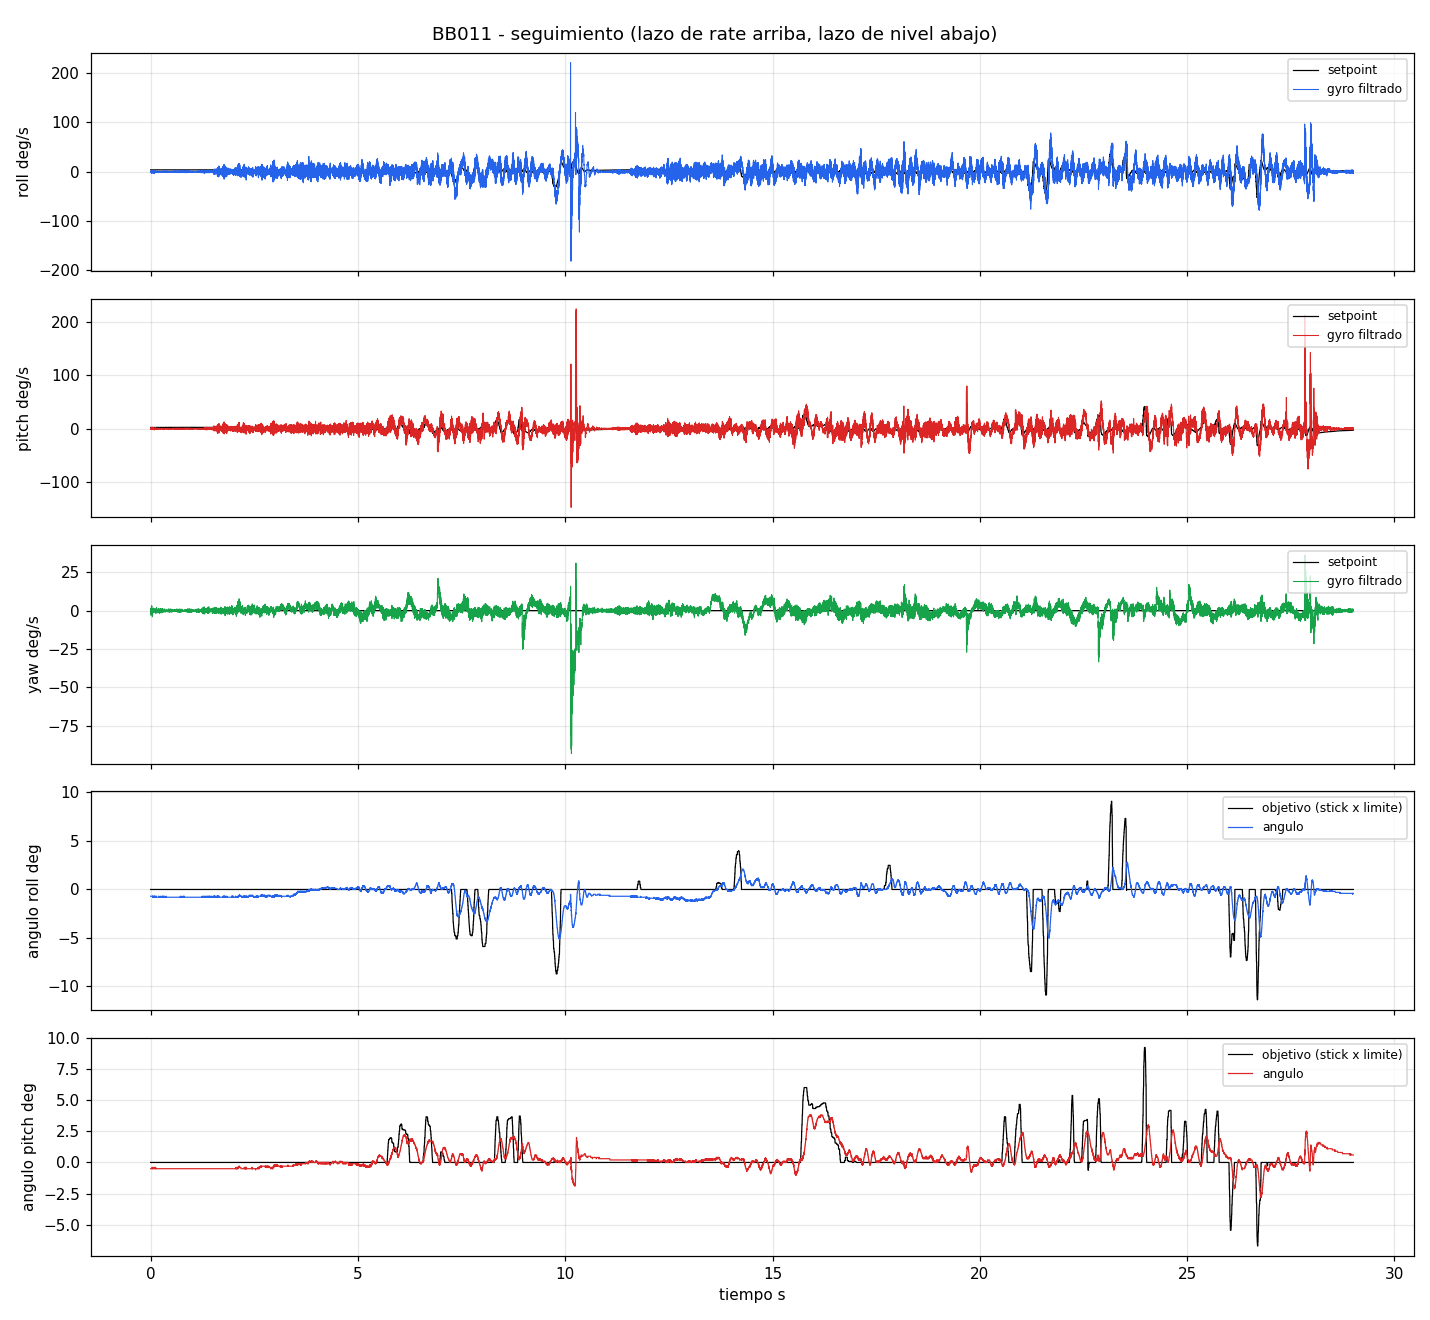 BB011 - seguimiento (lazo de rate arriba, lazo de nivel abajo)
roll deg/s
200
100
0
−100
−200
setpoint
gyro filtrado
pitch deg/s
200
100
0
−100
setpoint
gyro filtrado
yaw deg/s
25
0
−25
−50
−75
setpoint
gyro filtrado
angulo roll deg
10
5
0
−5
−10
objetivo (stick x limite)
angulo
angulo pitch deg
10.0
7.5
5.0
2.5
0.0
−2.5
−5.0
objetivo (stick x limite)
angulo
0 5 10 15 20 25 30
tiempo s